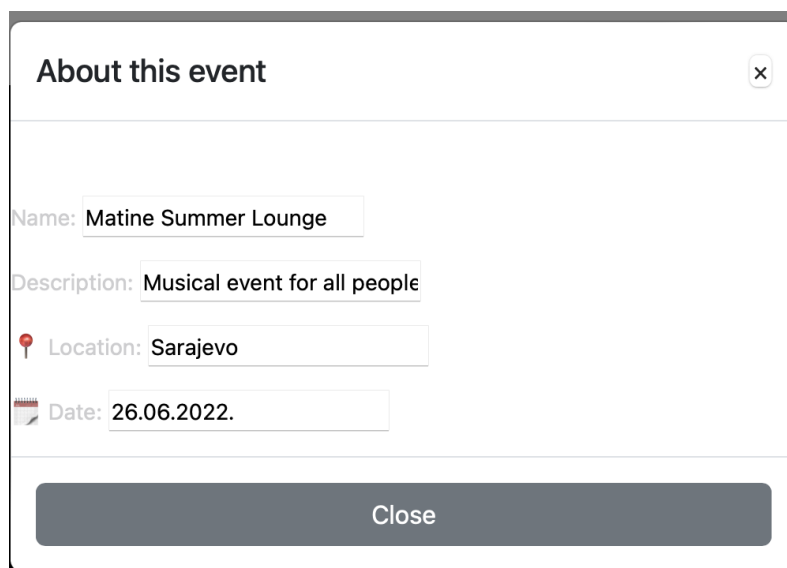 About this event
×
Name: Matine Summer Lounge
Description: Musical event for all people
Location: Sarajevo
Date: 26.06.2022.
Close